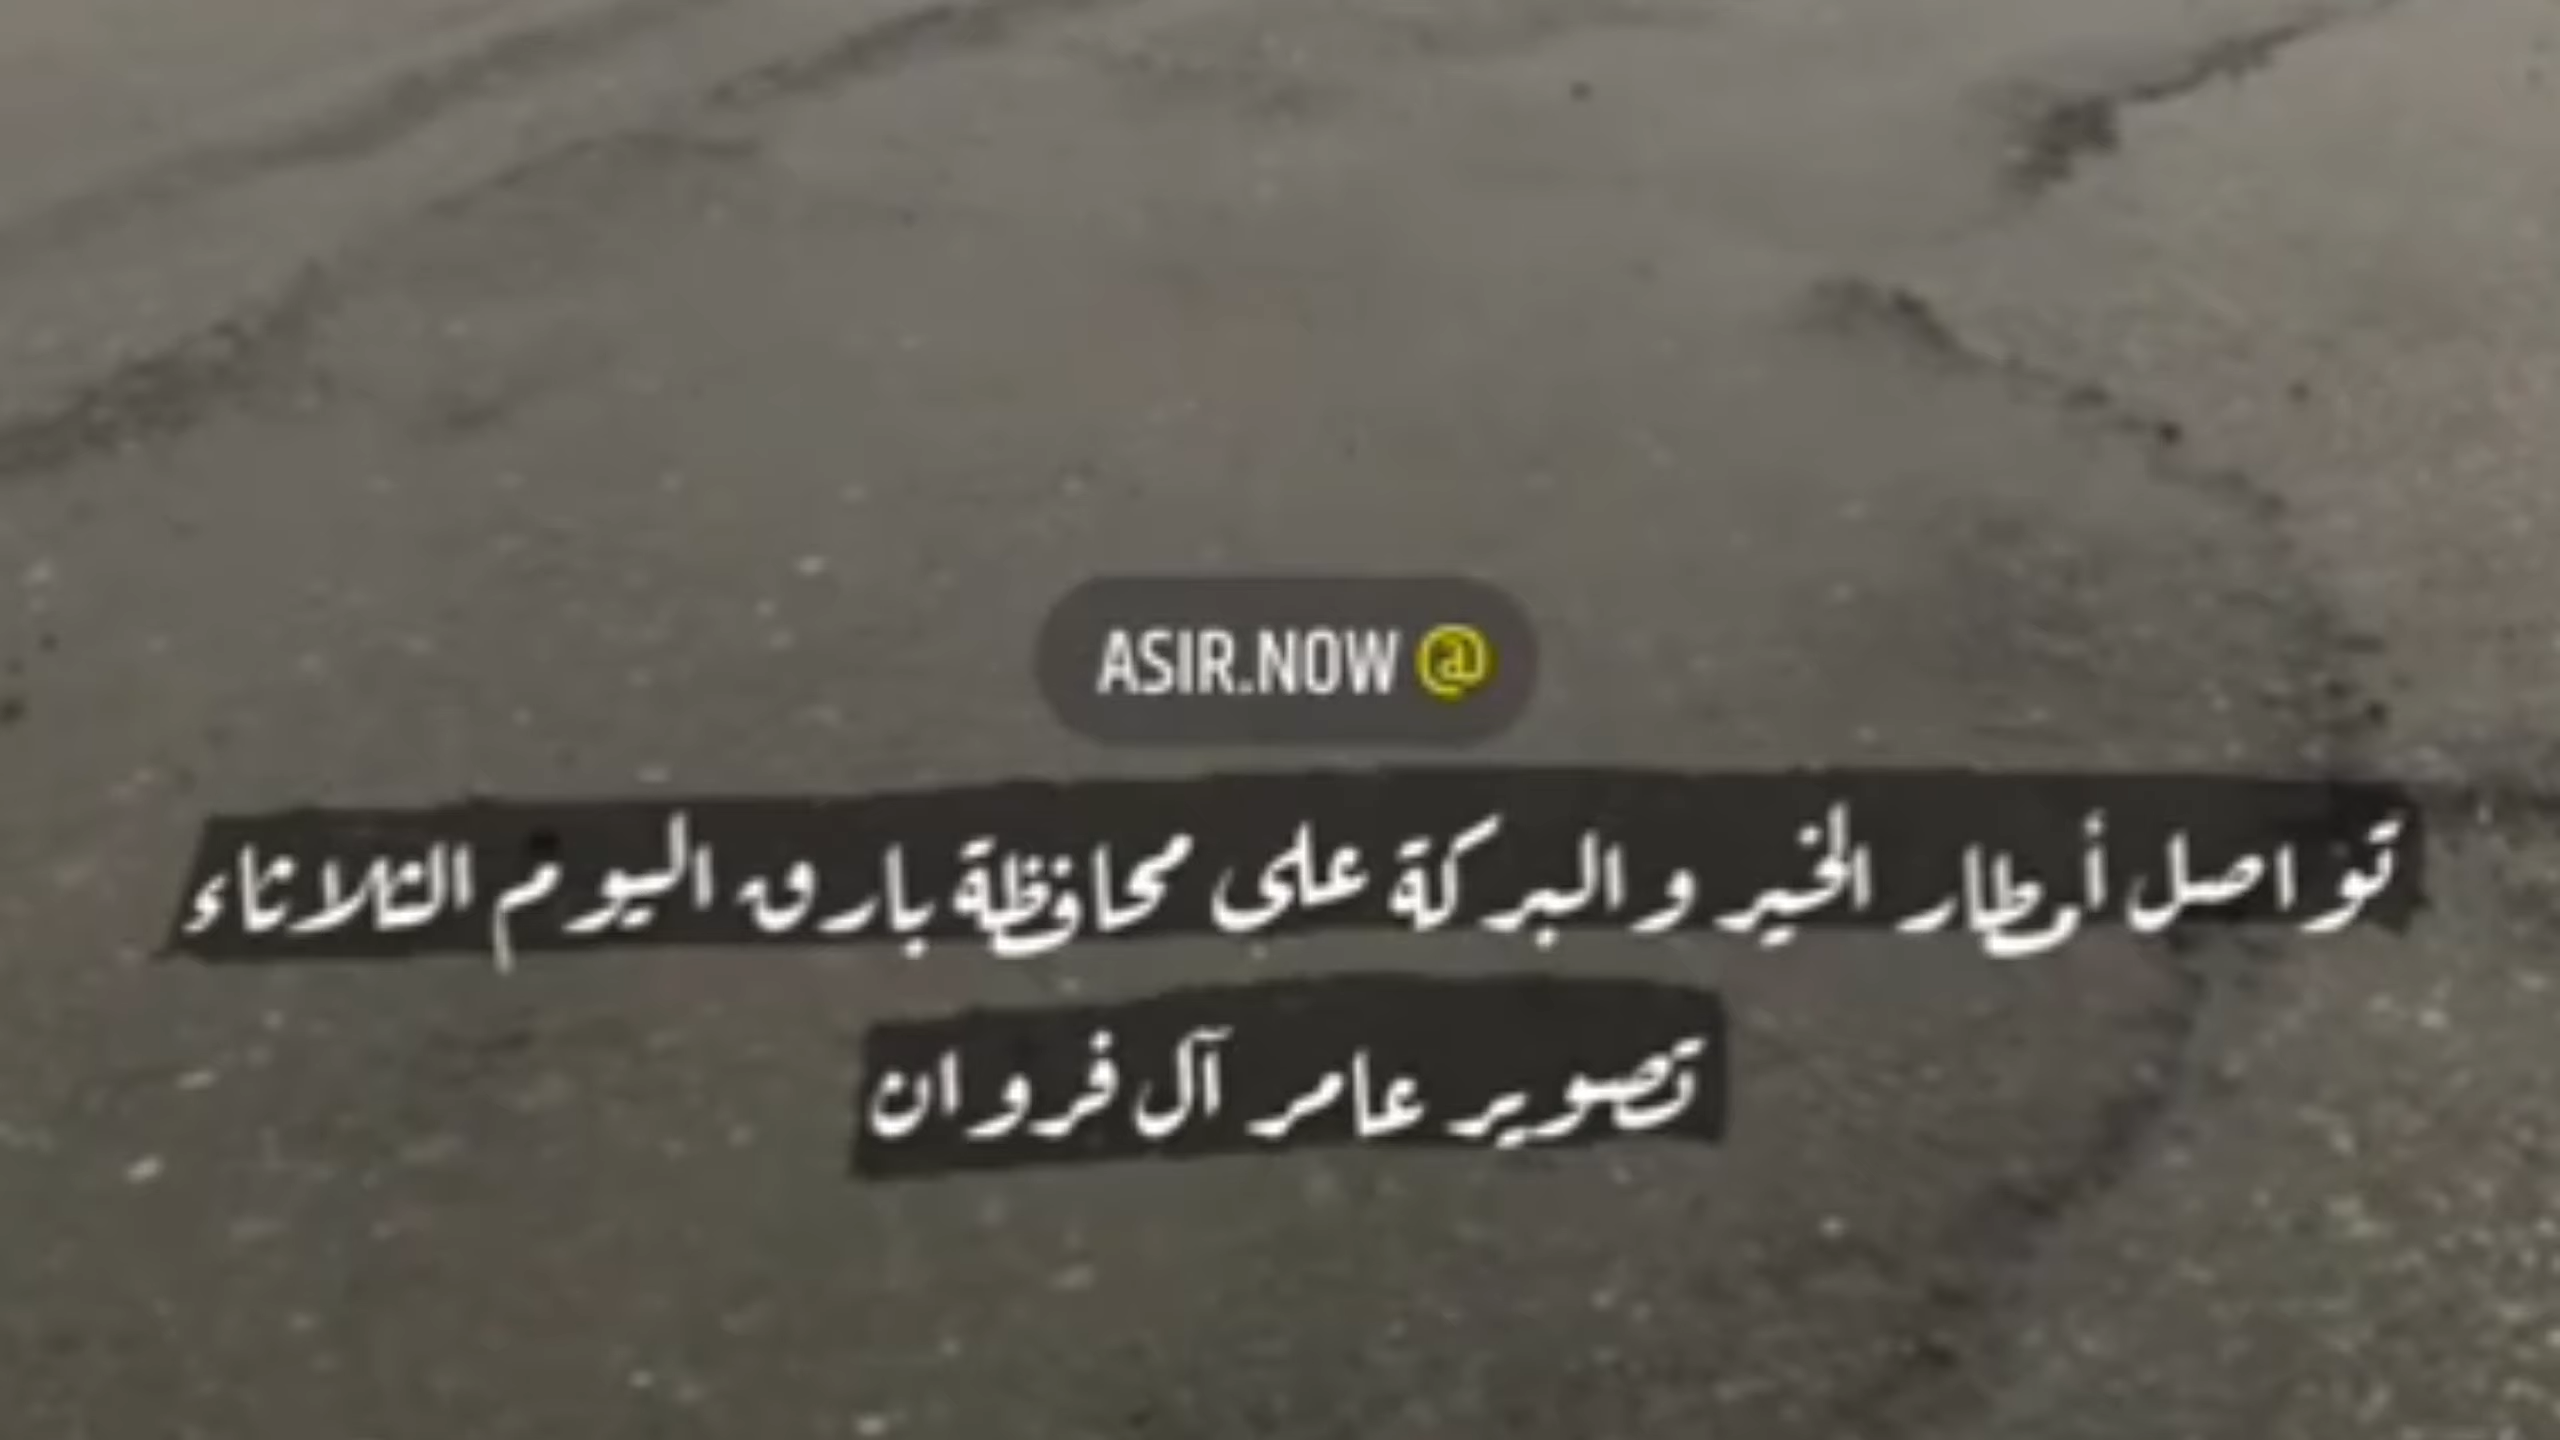 ASIR.NOW @
تواصل أمطار الخير والبركة على محافظة بارق اليوم الثلاثاء
تصوير عامر آل فروان